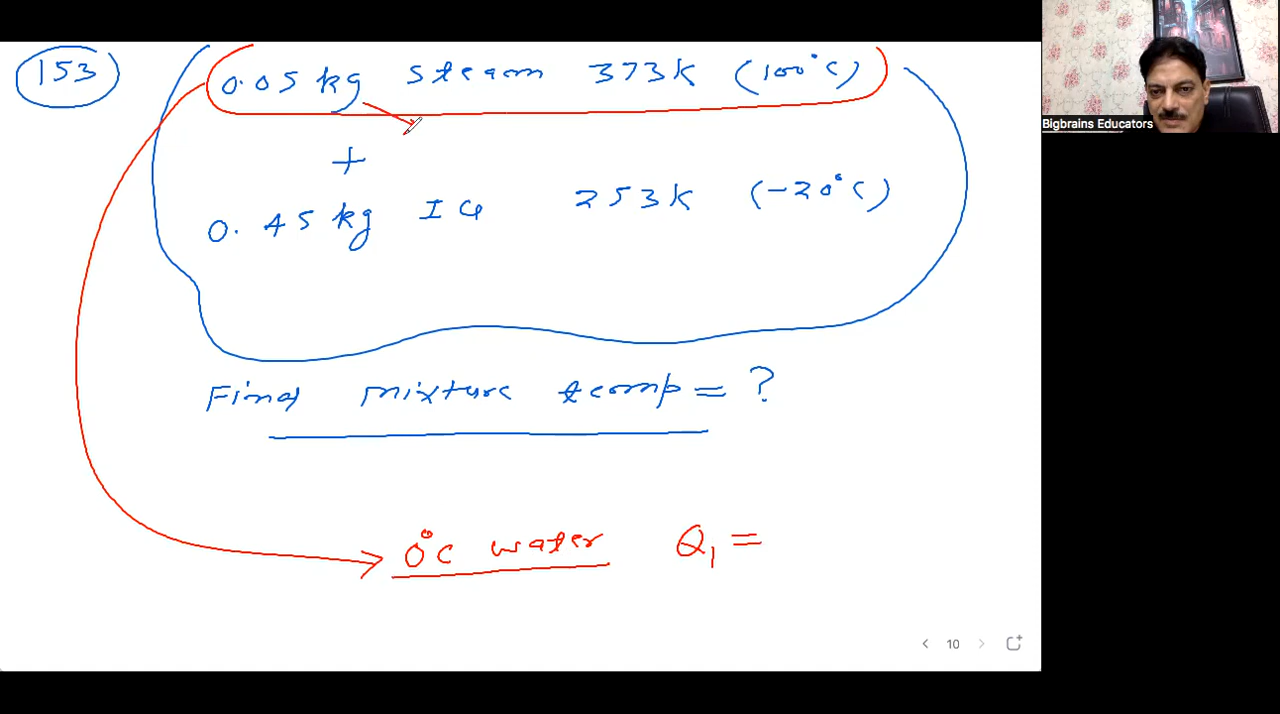 153
0.05 kg steam 373K (100°C)
+
0.45 kg Ice 253K (-20°C)
Final mixture temp = ?
0°C water Q₁ =
Bigbrains Educators
< 10 >